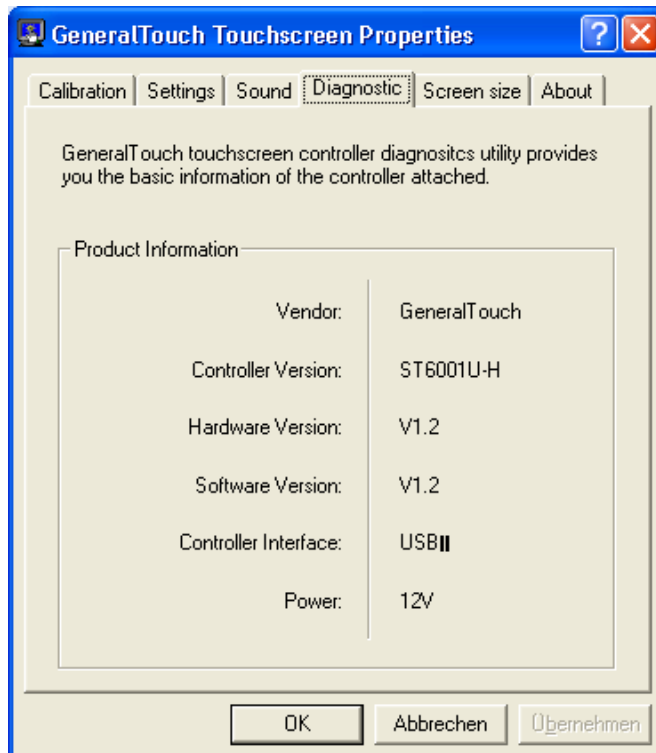 GeneralTouch Touchscreen Properties
Calibration Settings Sound Diagnostic Screen size About
GeneralTouch touchscreen controller diagnositcs utility provides
you the basic information of the controller attached.
Product Information
Vendor: GeneralTouch
Controller Version: ST6001U-H
Hardware Version: V1.2
Software Version: V1.2
Controller Interface: USBII
Power: 12V
OK Abbrechen Übernehmen